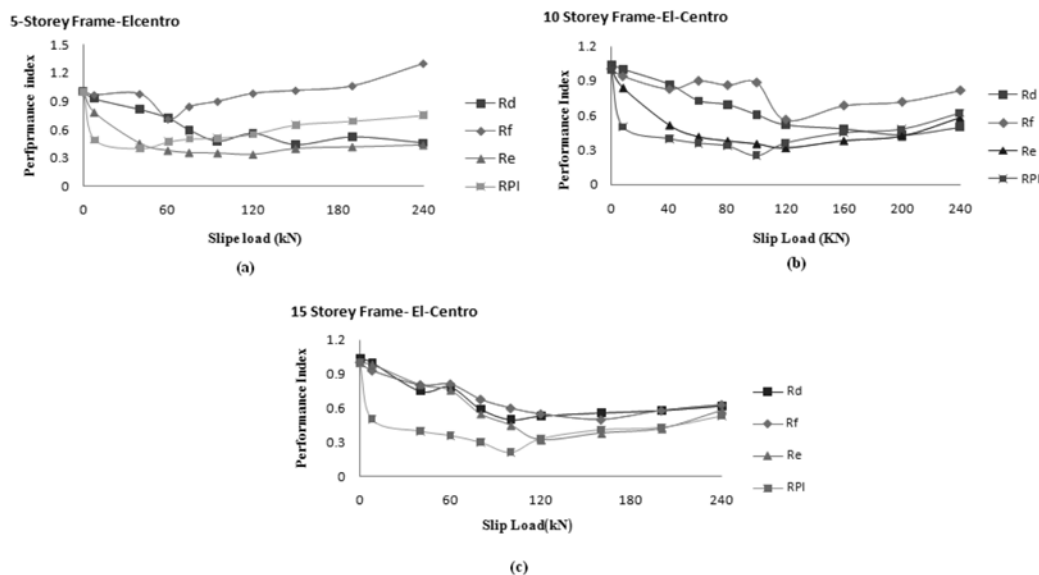 5-Storey Frame-Elcentro
1.5
1.2
0.9
0.6
0.3
0
Perfprmance index
0 60 120 180 240
Slipe load (kN)
Rd
Rf
Re
RPI
(a)
10 Storey Frame-El-Centro
1.2
0.9
0.6
0.3
0
Performance Index
0 40 80 120 160 200 240
Slip Load (KN)
Rd
Rf
Re
RPI
(b)
15 Storey Frame- El-Centro
1.2
0.9
0.6
0.3
0
Performance Index
0 60 120 180 240
Slip Load(kN)
Rd
Rf
Re
RPI
(c)